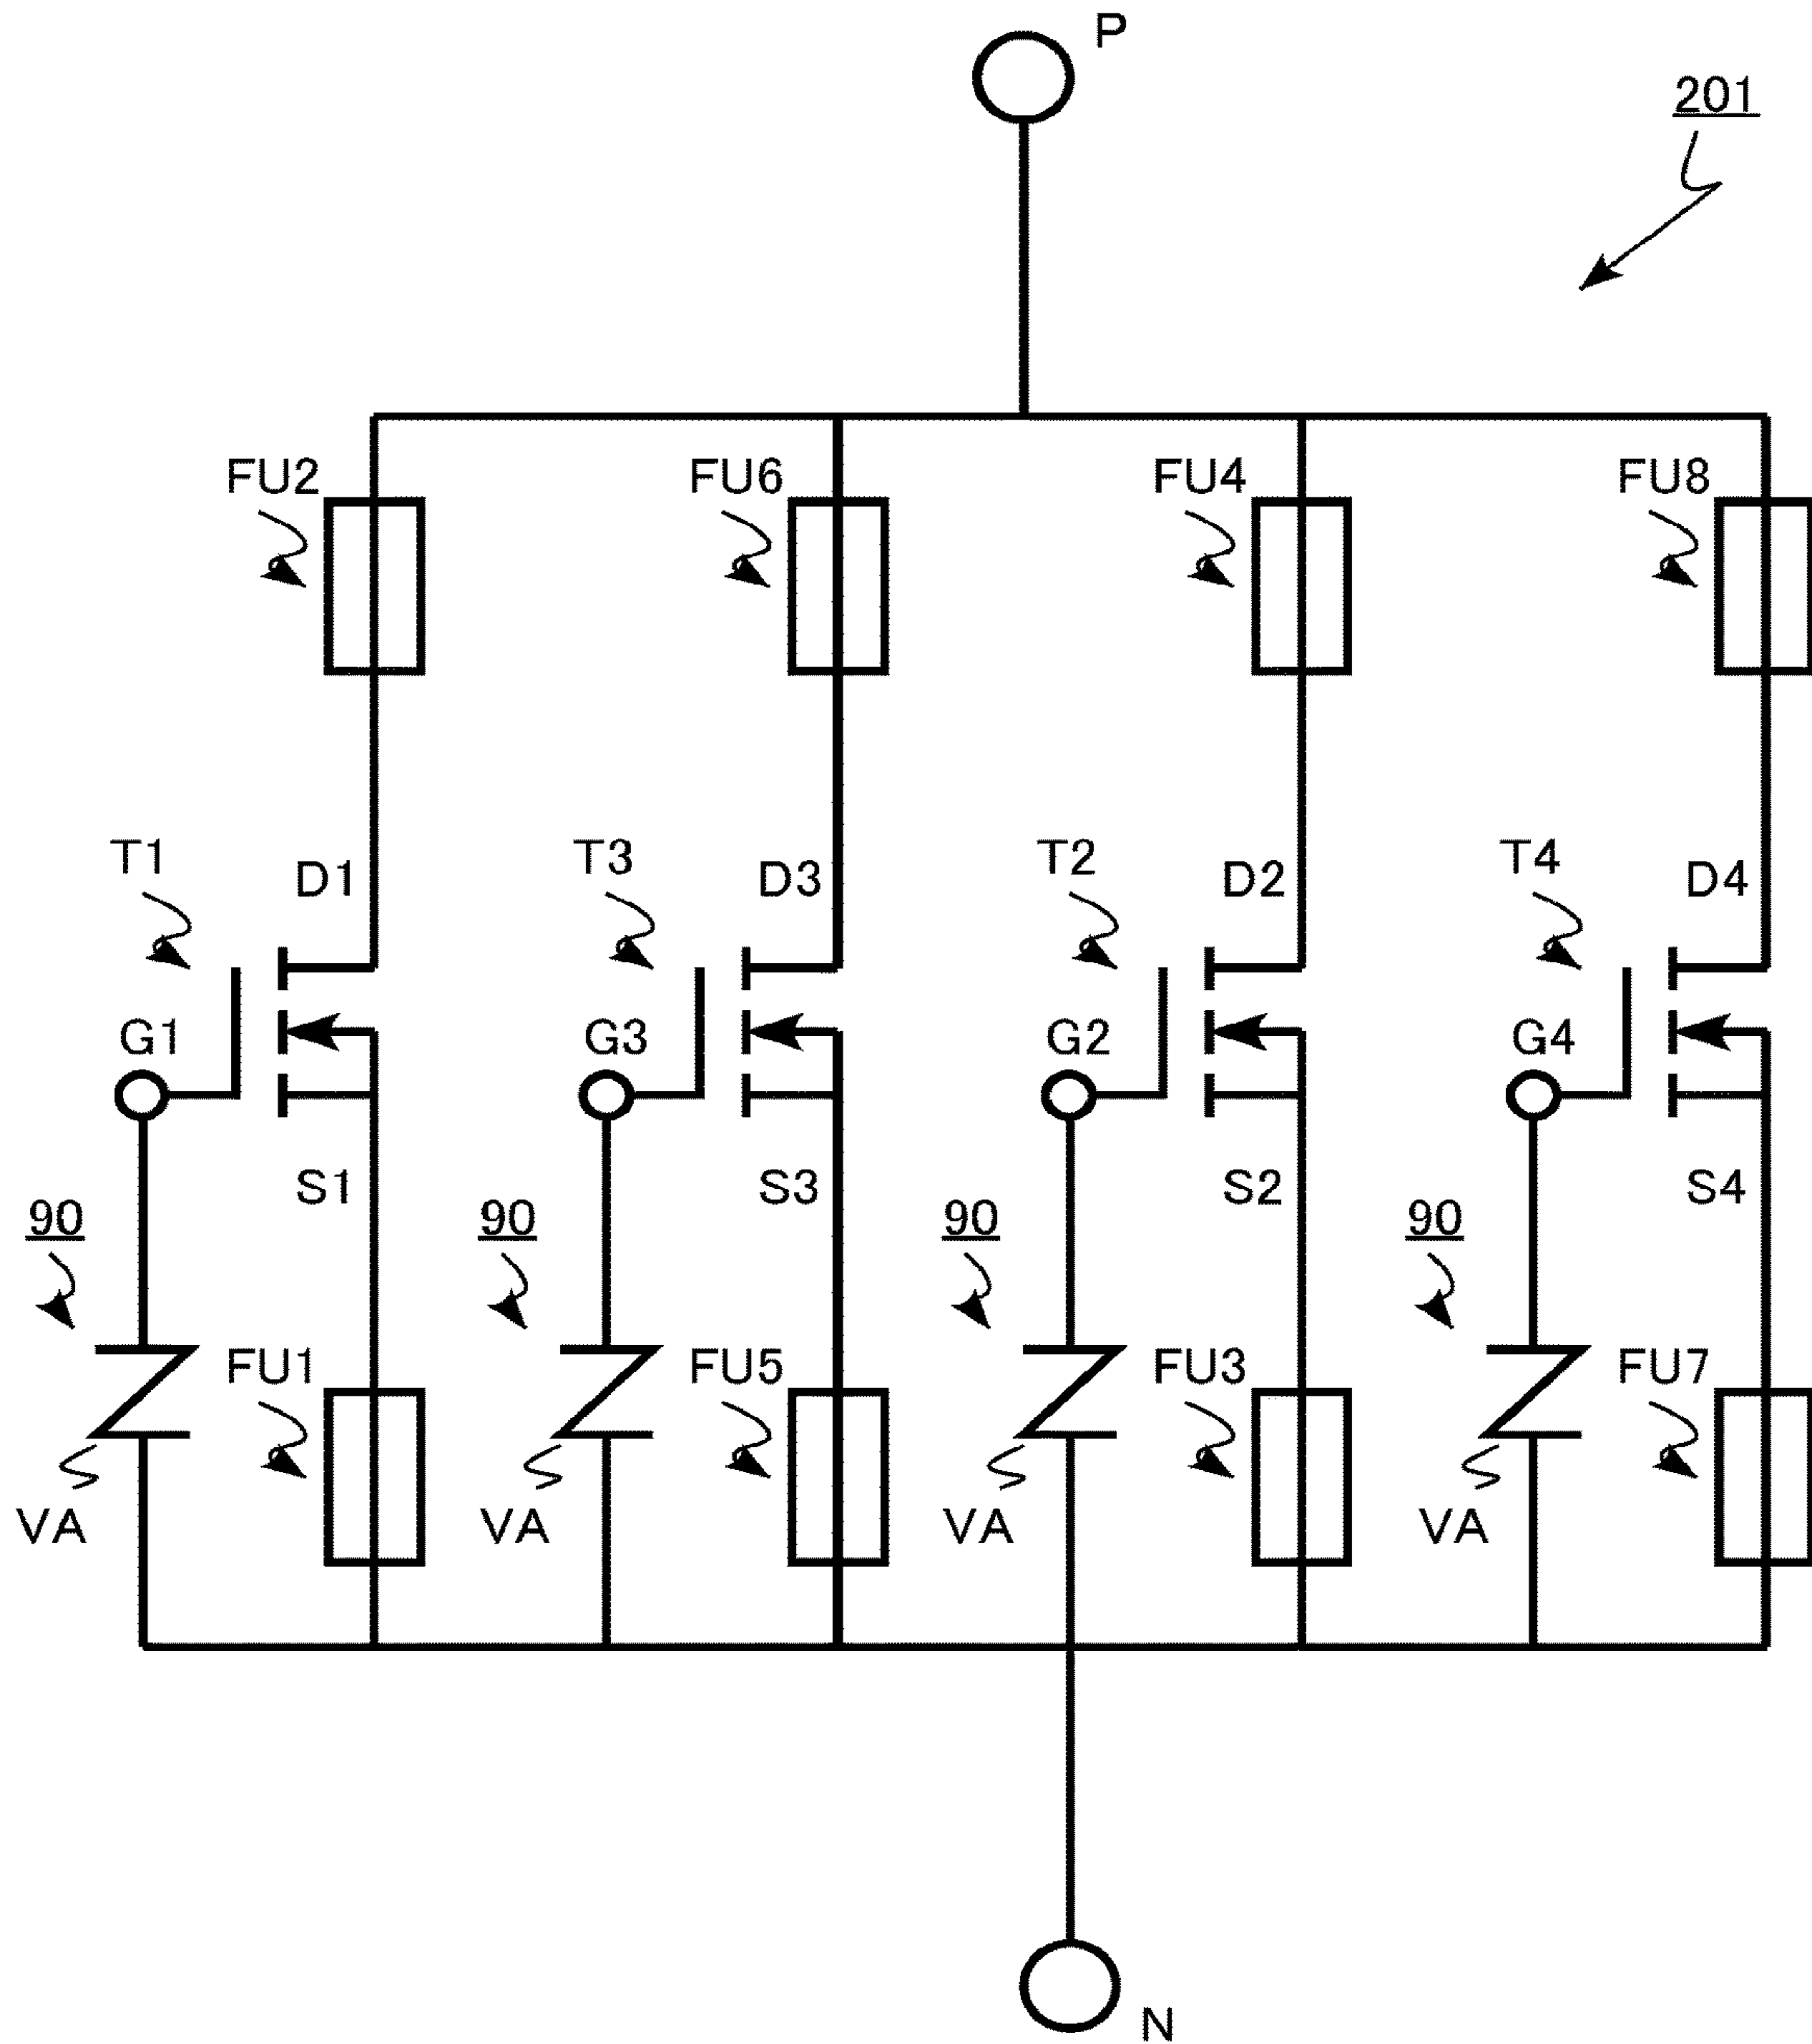 P
201
FU2 FU6 FU4 FU8
T1 D1 T3 D3 T2 D2 T4 D4
G1 G3 G2 G4
S1 S3 S2 S4
90 90 90 90
FU1 FU5 FU3 FU7
VA VA VA VA
N